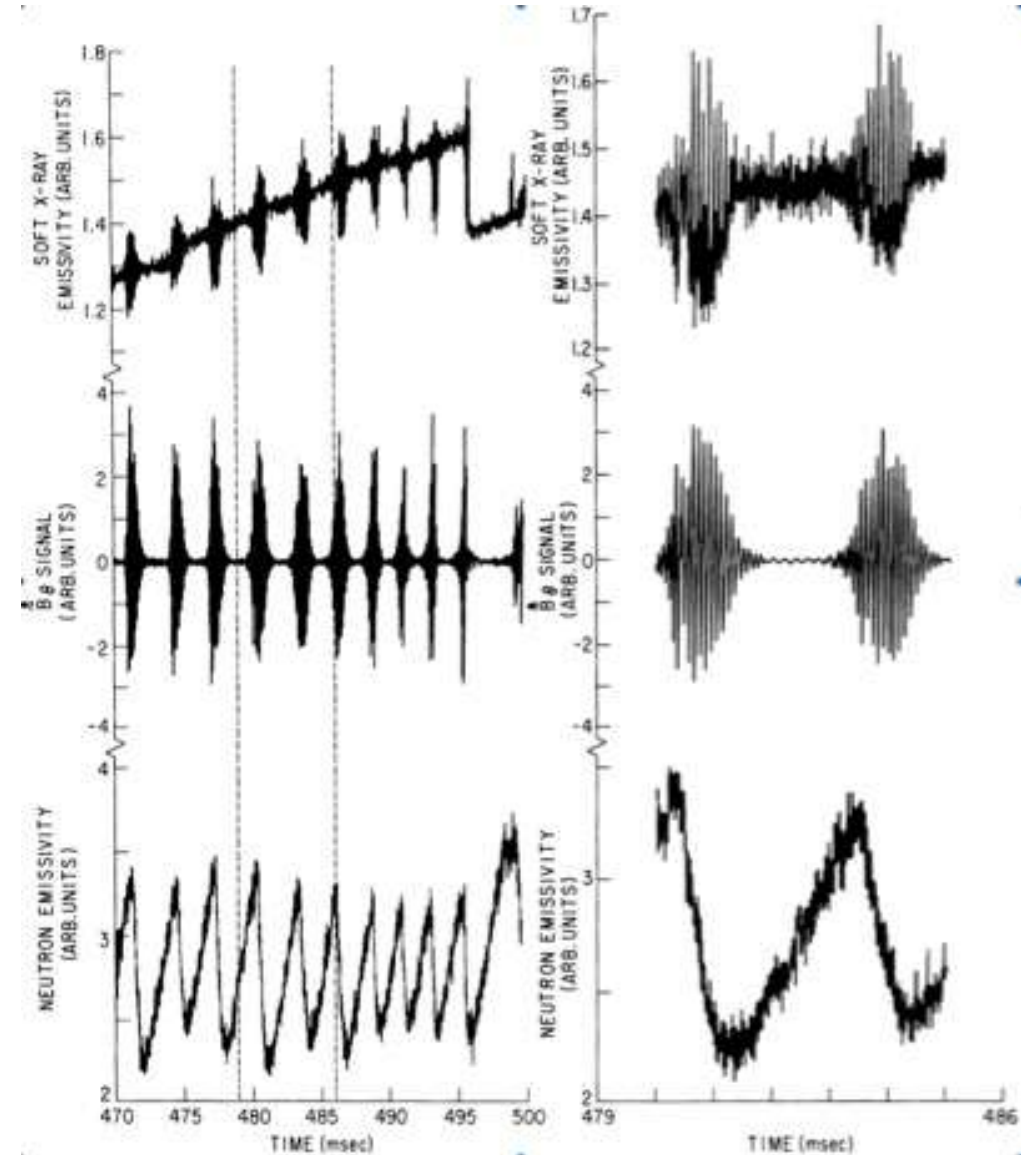 1.8
1.6
1.4
1.2
SOFT X-RAY
EMISSIVITY (ARB. UNITS)
4
2
0
-2
-4
Bθ SIGNAL
(ARB. UNITS)
4
3
2
NEUTRON EMISSIVITY
(ARB. UNITS)
470 475 480 485 490 495 500
TIME (msec)
1.7
1.6
1.5
1.4
1.3
1.2
SOFT X-RAY
EMISSIVITY (ARB. UNITS)
4
2
0
-2
-4
Bθ SIGNAL
(ARB. UNITS)
3
2
NEUTRON EMISSIVITY
(ARB. UNITS)
479 486
TIME (msec)